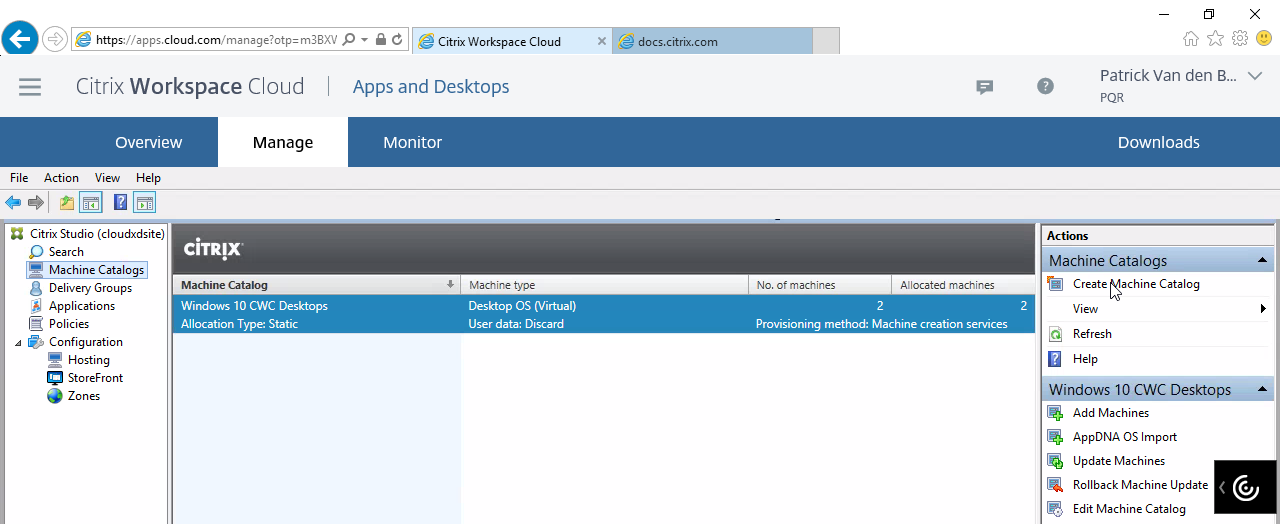 https://apps.cloud.com/manage?otp=m3BXV
Citrix Workspace Cloud
docs.citrix.com
Citrix Workspace Cloud
Apps and Desktops
Patrick Van den B...
PQR
Overview
Manage
Monitor
Downloads
File Action View Help
Citrix Studio (cloudxdsite)
Search
Machine Catalogs
Delivery Groups
Applications
Policies
Configuration
Hosting
StoreFront
Zones
CİTRIX
Machine Catalog Machine type No. of machines Allocated machines
Windows 10 CWC Desktops Desktop OS (Virtual) 2 2
Allocation Type: Static User data: Discard Provisioning method: Machine creation services
Actions
Machine Catalogs
Create Machine Catalog
View
Refresh
Help
Windows 10 CWC Desktops
Add Machines
AppDNA OS Import
Update Machines
Rollback Machine Update
Edit Machine Catalog